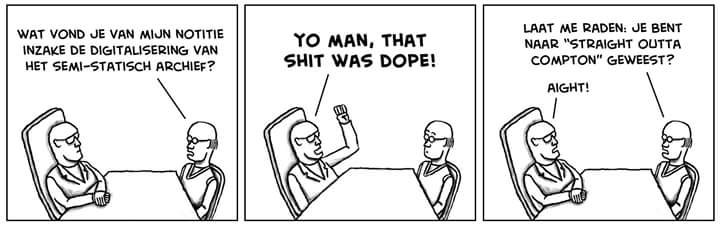 WAT VOND JE VAN MIJN NOTITIE
INZAKE DE DIGITALISERING VAN
HET SEMI-STATISCH ARCHIEF?
YO MAN, THAT
SHIT WAS DOPE!
LAAT ME RADEN: JE BENT
NAAR "STRAIGHT OUTTA
COMPTON" GEWEEST?
AIGHT!